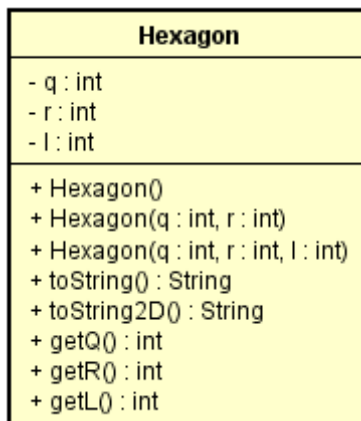 Hexagon
- q : int
- r : int
- l : int
+ Hexagon()
+ Hexagon(q : int, r : int)
+ Hexagon(q : int, r : int, l : int)
+ toString() : String
+ toString2D() : String
+ getQ() : int
+ getR() : int
+ getL() : int